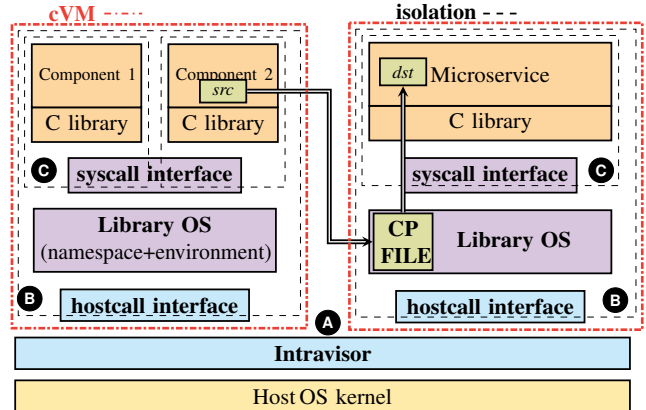 cVM
isolation
Component 1
Component 2
src
C library
C library
dst
Microservice
C library
C
syscall interface
syscall interface
C
Library OS
(namespace+environment)
CP
FILE
Library OS
B
hostcall interface
hostcall interface
B
A
Intravisor
Host OS kernel